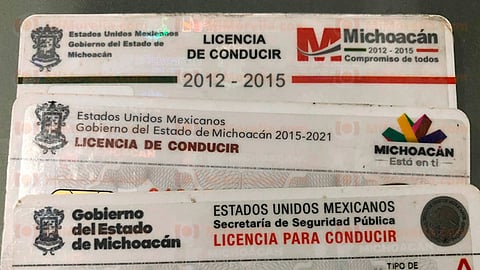 Estados Unidos Mexicanos
Gobierno del Estado de
Michoacán
LICENCIA
DE CONDUCIR
2012 - 2015
M Michoacán
2012 - 2015
Compromiso de todos
Estados Unidos Mexicanos
Gobierno del Estado de Michoacán 2015-2021
LICENCIA DE CONDUCIR
MICHOACÁN
Está en ti
Gobierno
del Estado
de Michoacán
ESTADOS UNIDOS MEXICANOS
Secretaría de Seguridad Pública
LICENCIA PARA CONDUCIR
TIPO DE